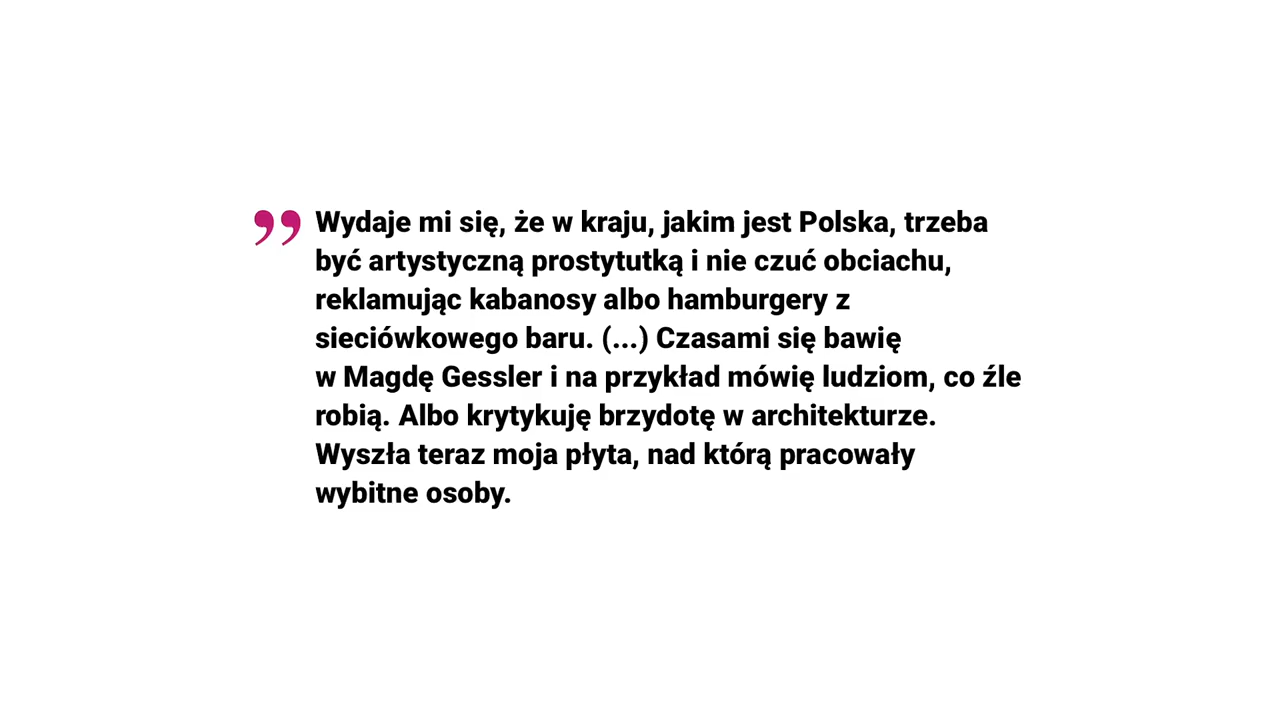 ”
Wydaje mi się, że w kraju, jakim jest Polska, trzeba
być artystyczną prostytutką i nie czuć obciachu,
reklamując kabanosy albo hamburgery z
sieciówkowego baru. (...) Czasami się bawię
w Magdę Gessler i na przykład mówię ludziom, co źle
robią. Albo krytykuję brzydotę w architekturze.
Wyszła teraz moja płyta, nad którą pracowały
wybitne osoby.